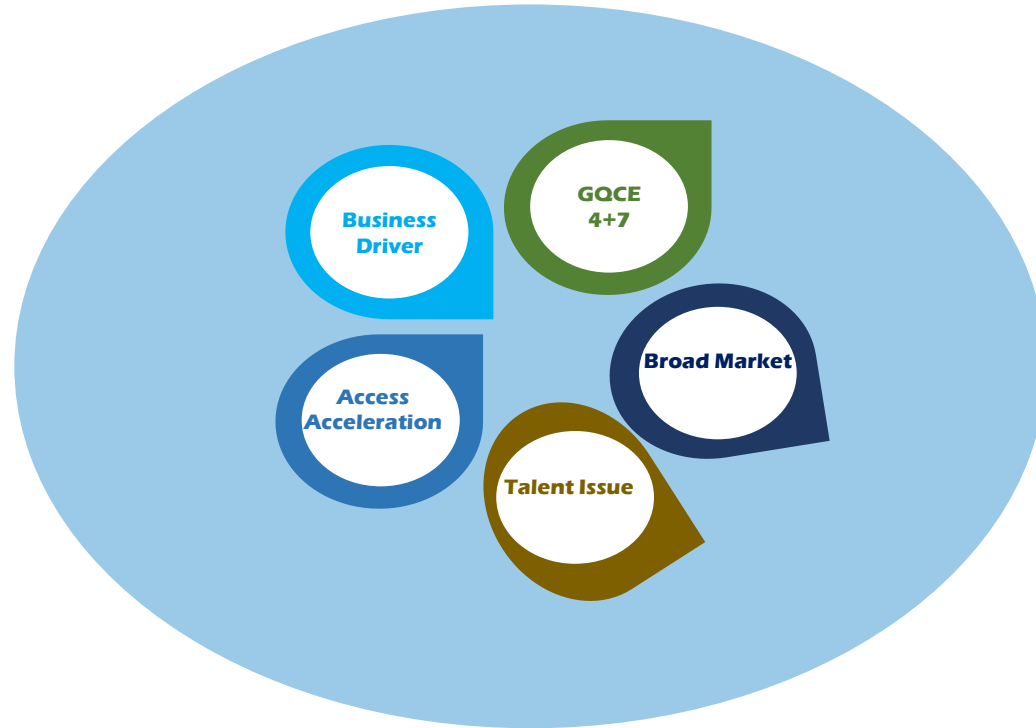 Business
Driver
GQCE
4+7
Broad Market
Access
Acceleration
Talent Issue